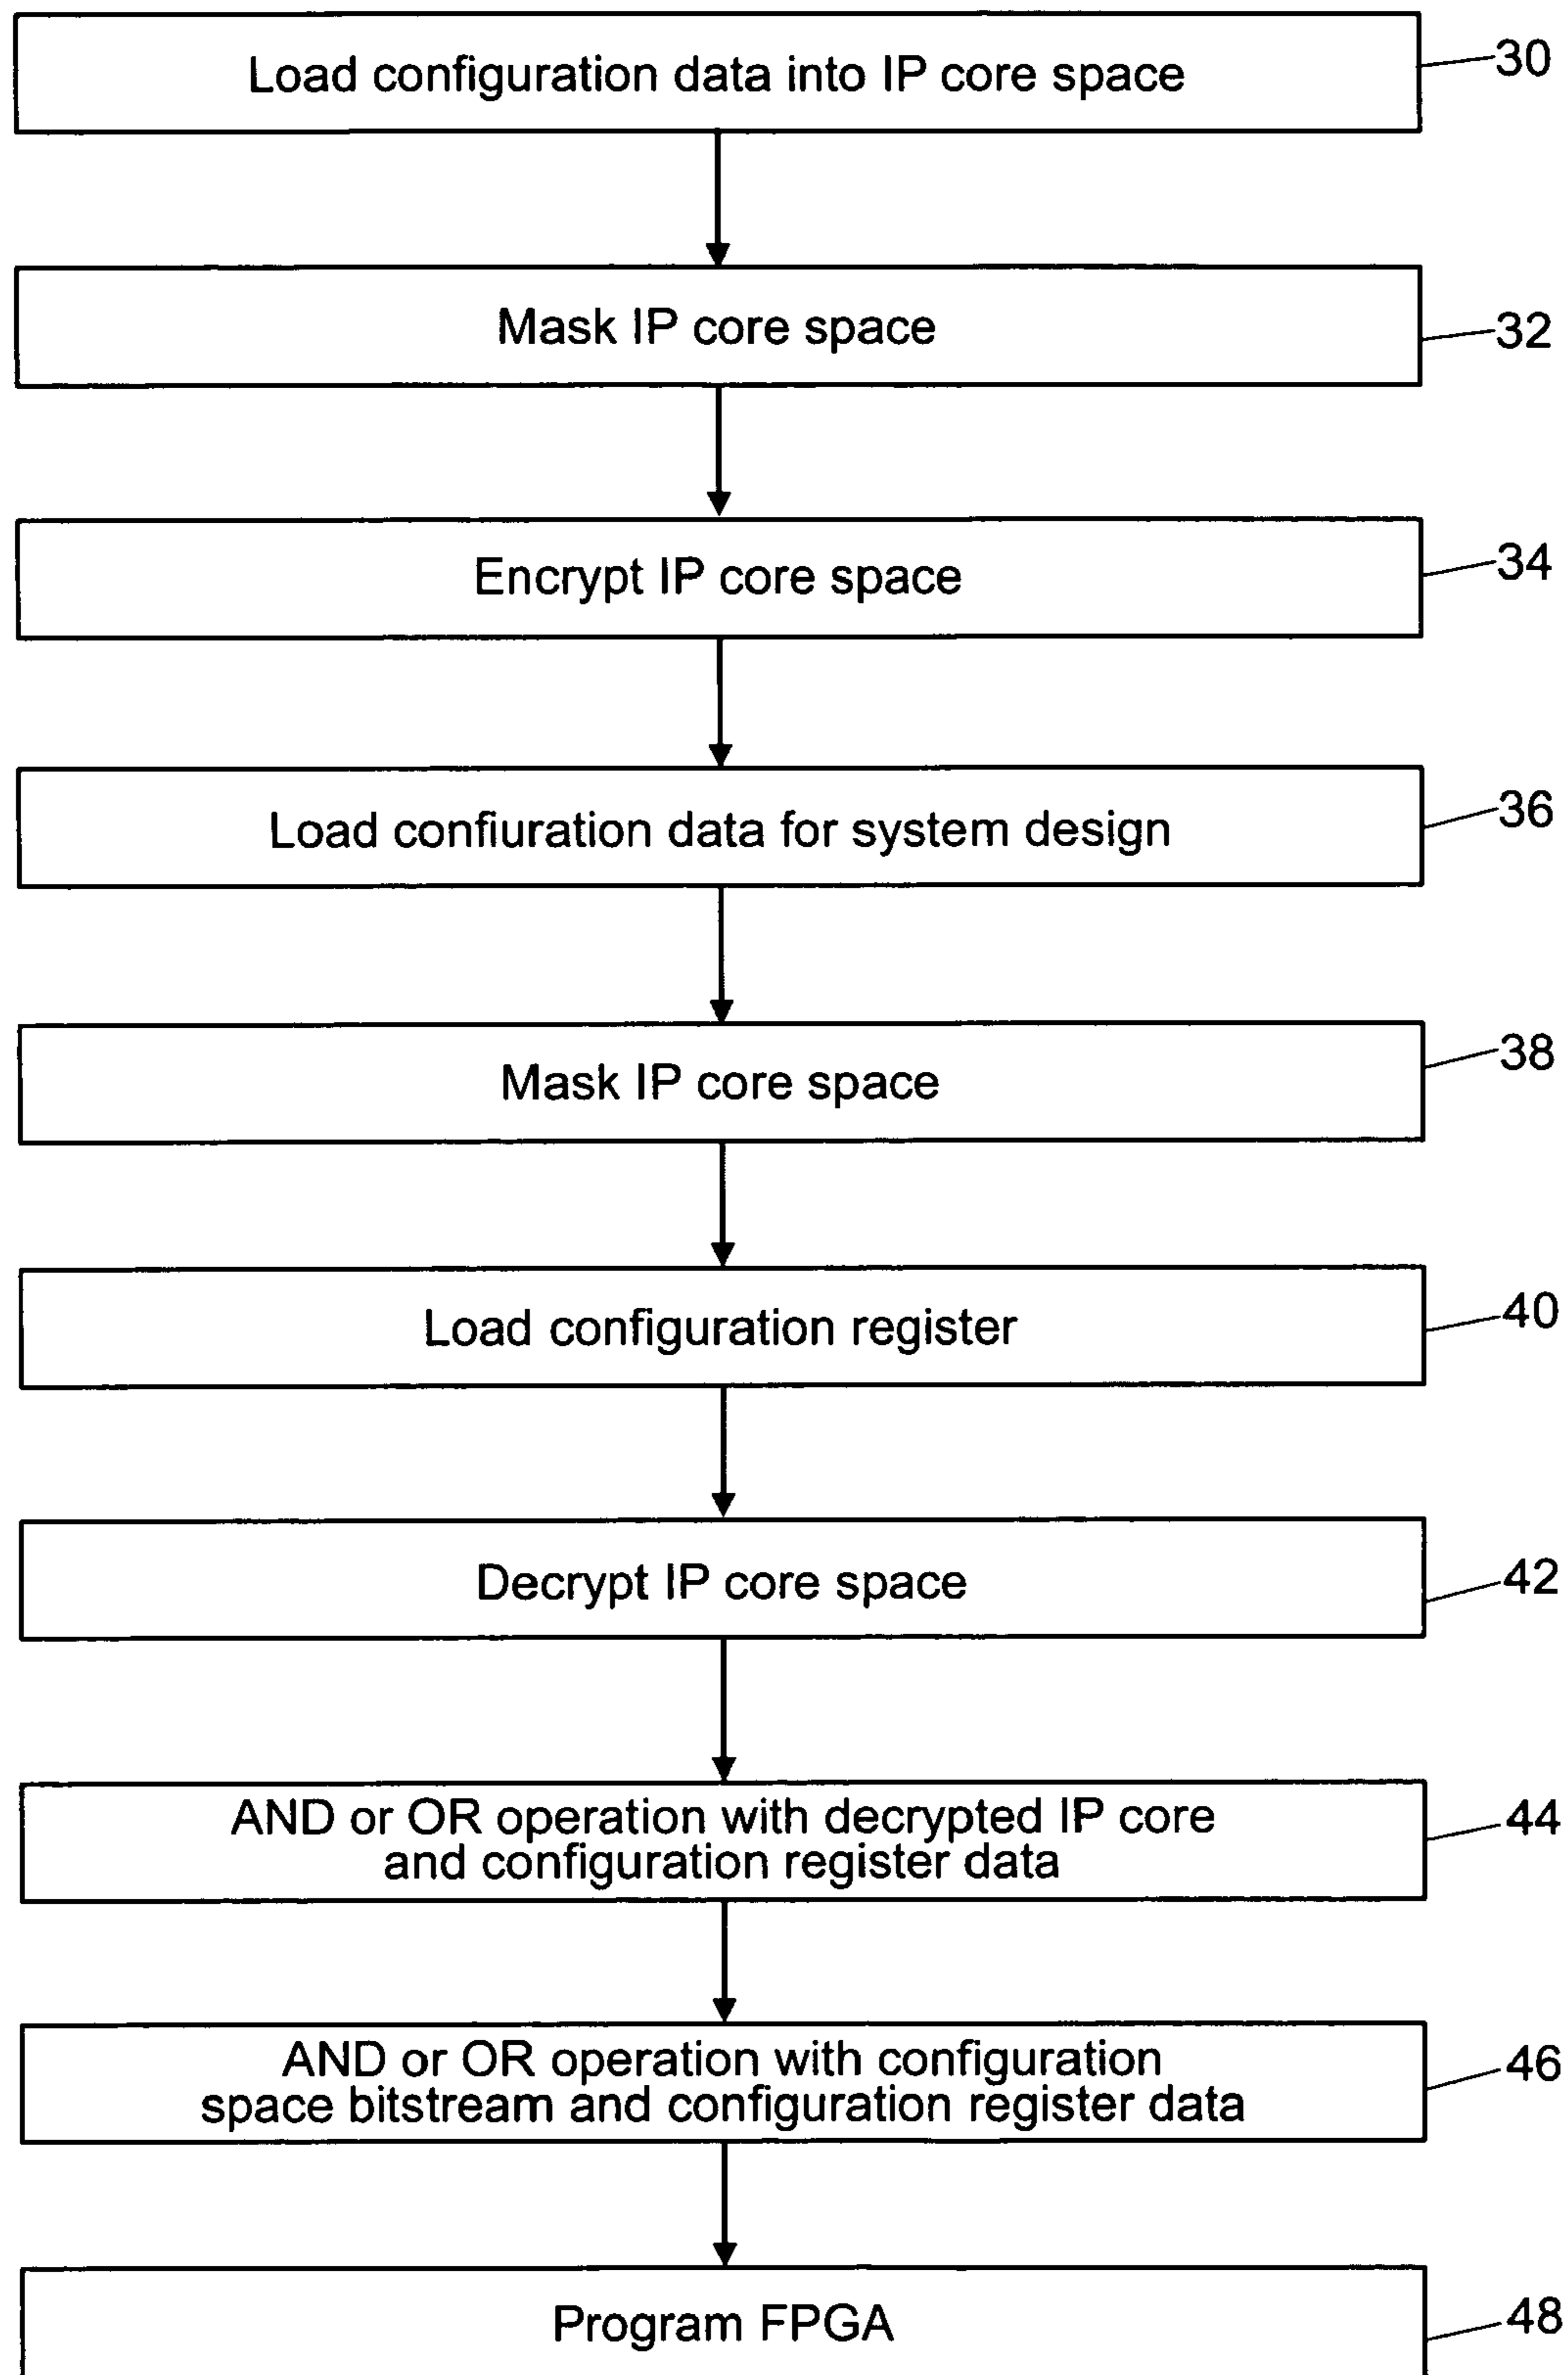 Load configuration data into IP core space
30
Mask IP core space
32
Encrypt IP core space
34
Load confiuration data for system design
36
Mask IP core space
38
Load configuration register
40
Decrypt IP core space
42
AND or OR operation with decrypted IP core
and configuration register data
44
AND or OR operation with configuration
space bitstream and configuration register data
46
Program FPGA
48